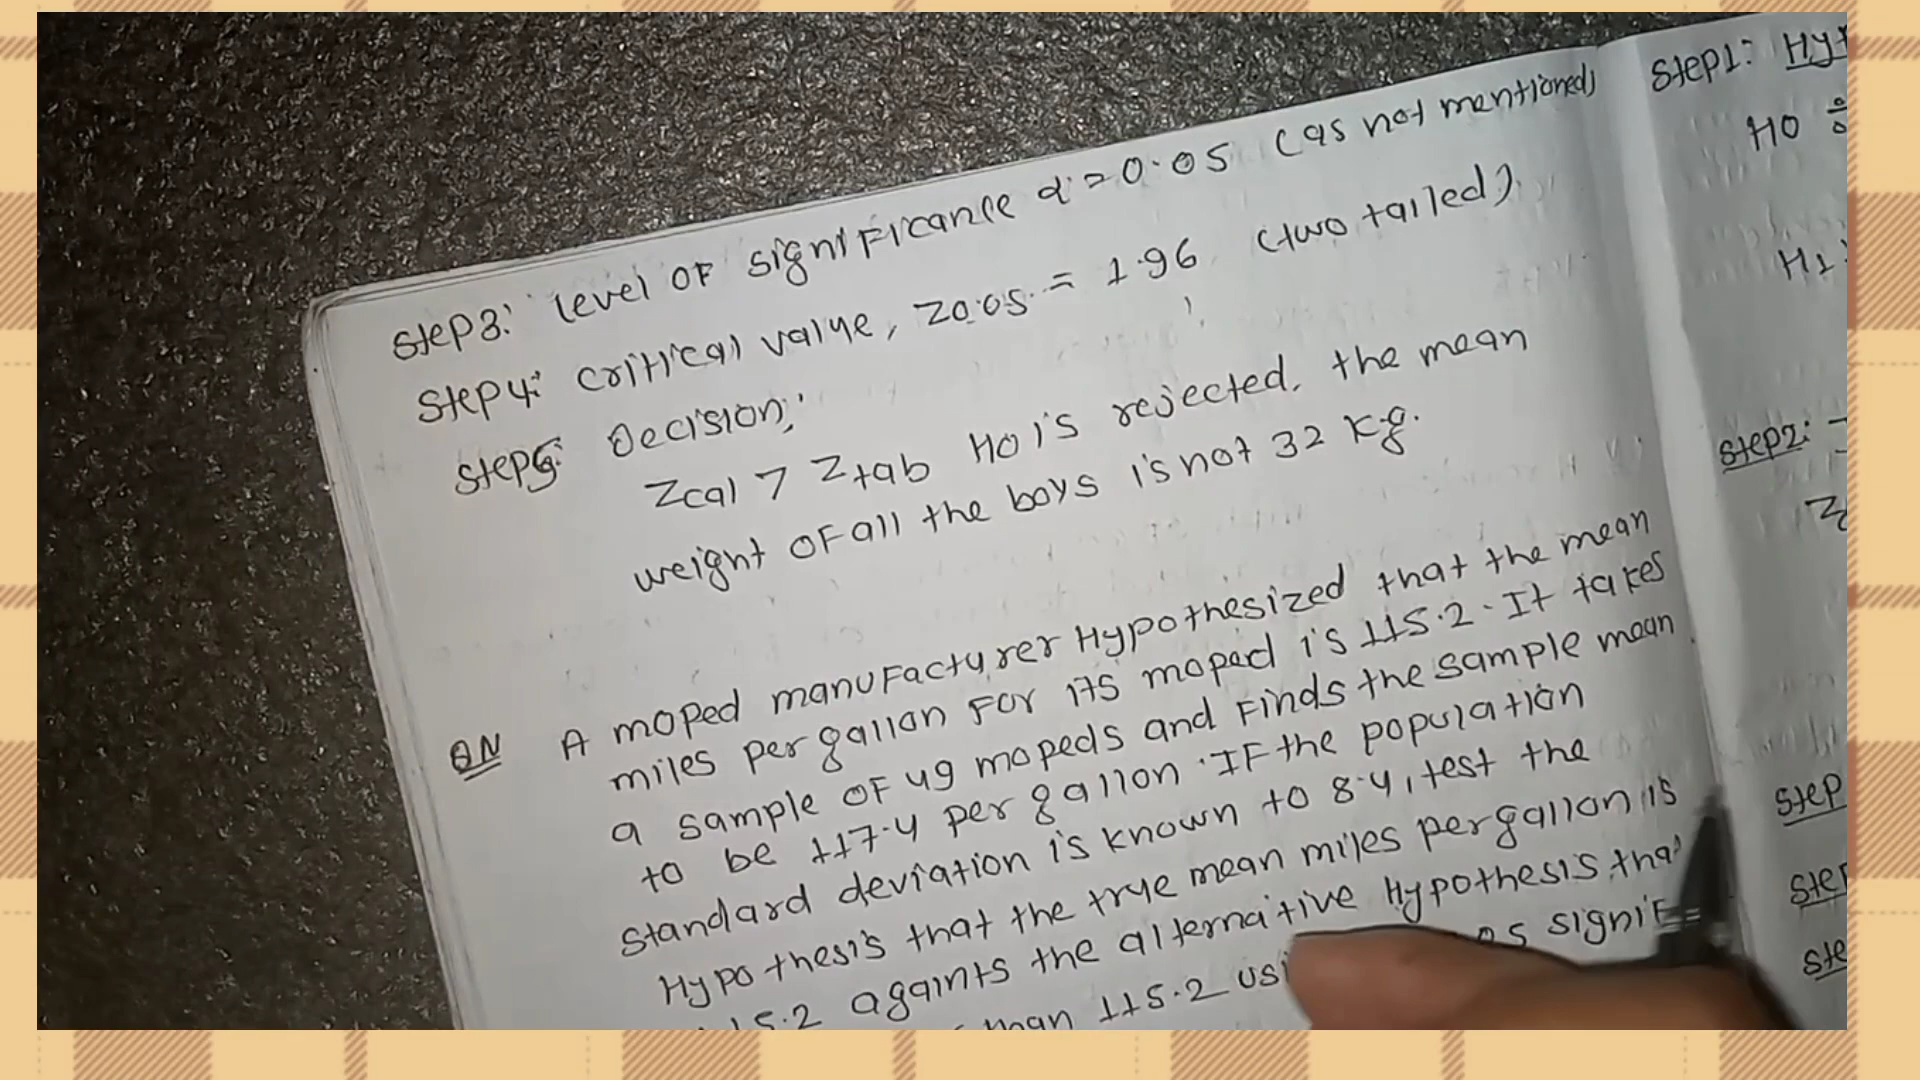 Step3: level OF significance α = 0.05 (as not mentioned)
Step4: critical value, Z0.05 = 1.96 (two tailed)
Step5: Decision;
Zcal > Ztab H0 is rejected. the mean
weight OF all the boys is not 32 kg.
QN A moped manufacturer Hypothesized that the mean
miles per gallon For its moped is 115.2. It takes
a sample OF 49 mopeds and Finds the sample mean
to be 117.4 per gallon. IF the population
standard deviation is known to 8.4, test the
Hypothesis that the true mean miles per gallon is
115.2 againts the alternative Hypothesis that
than 115.2
Step1:
H0 :
H1 :
Step2:
Step